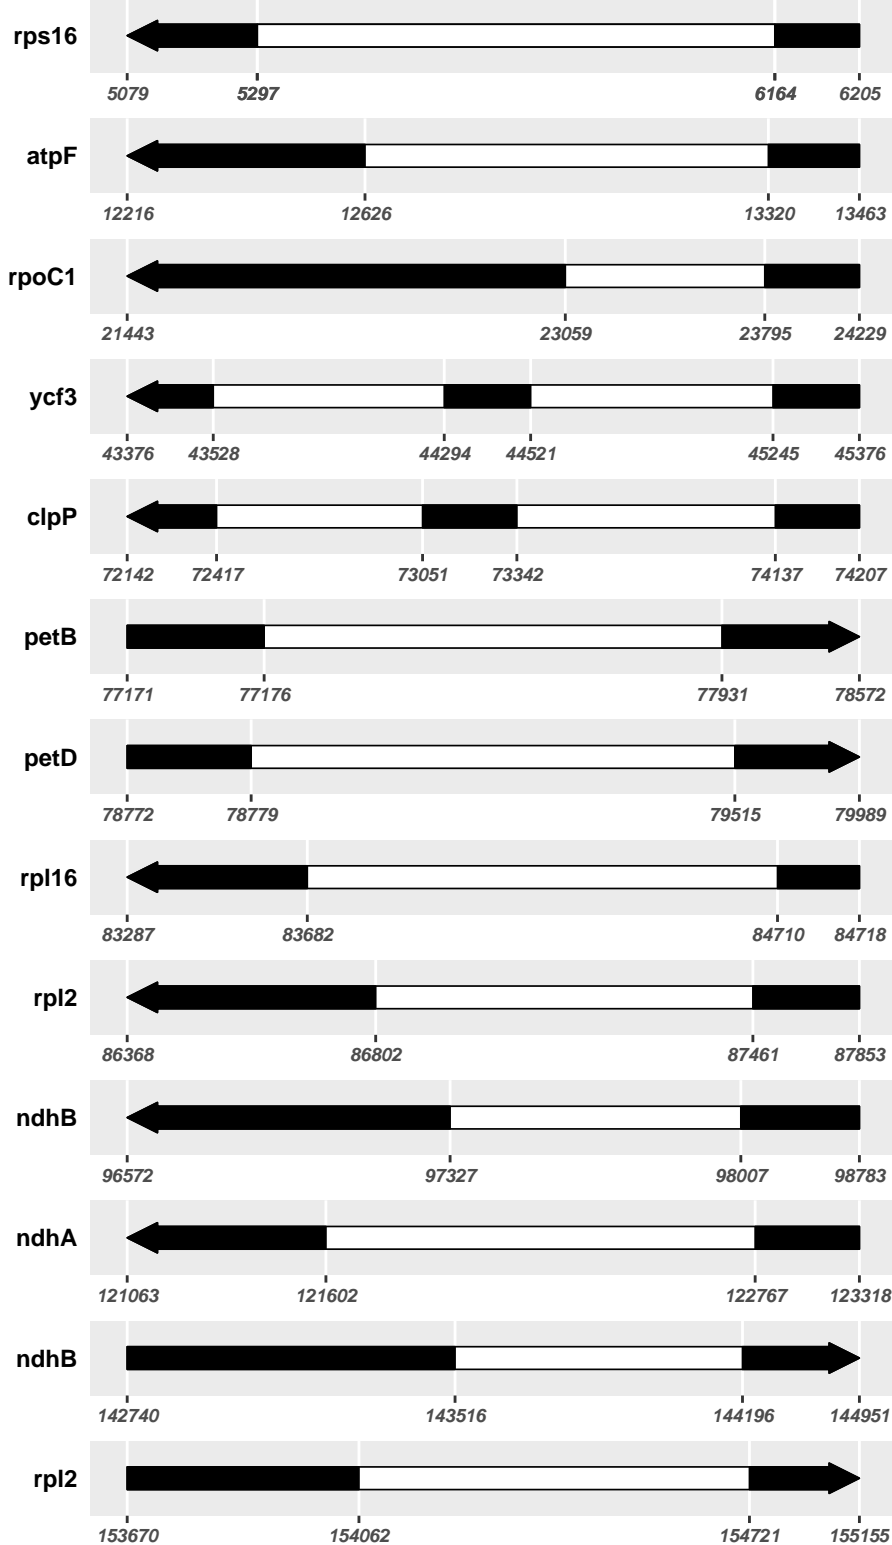 rps16
5079 5297 6164 6205
atpF
12216 12626 13320 13463
rpoC1
21443 23059 23795 24229
ycf3
43376 43528 44294 44521 45245 45376
clpP
72142 72417 73051 73342 74137 74207
petB
77171 77176 77931 78572
petD
78772 78779 79515 79989
rpl16
83287 83682 84710 84718
rpl2
86368 86802 87461 87853
ndhB
96572 97327 98007 98783
ndhA
121063 121602 122767 123318
ndhB
142740 143516 144196 144951
rpl2
153670 154062 154721 155155